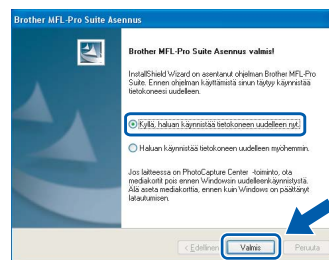 Brother MFL-Pro Suite Asennus
Brother MFL-Pro Suite Asennus valmis!
InstallShield Wizard on asentanut ohjelman Brother MFL-Pro
Suite. Ennen ohjelman käyttämistä sinun täytyy käynnistää
tietokoneesi uudelleen.
Kyllä, haluan käynnistää tietokoneen uudelleen nyt.
Haluan käynnistää tietokoneen uudelleen myöhemmin.
Jos laitteessa on PhotoCapture Center -toiminto, ota
mediakortit pois ennen Windowsin uudelleenkäynnistystä.
Älä aseta mediakorttia, ennen kuin Windows on päättänyt
latautumisen.
< Edellinen Valmis Peruuta